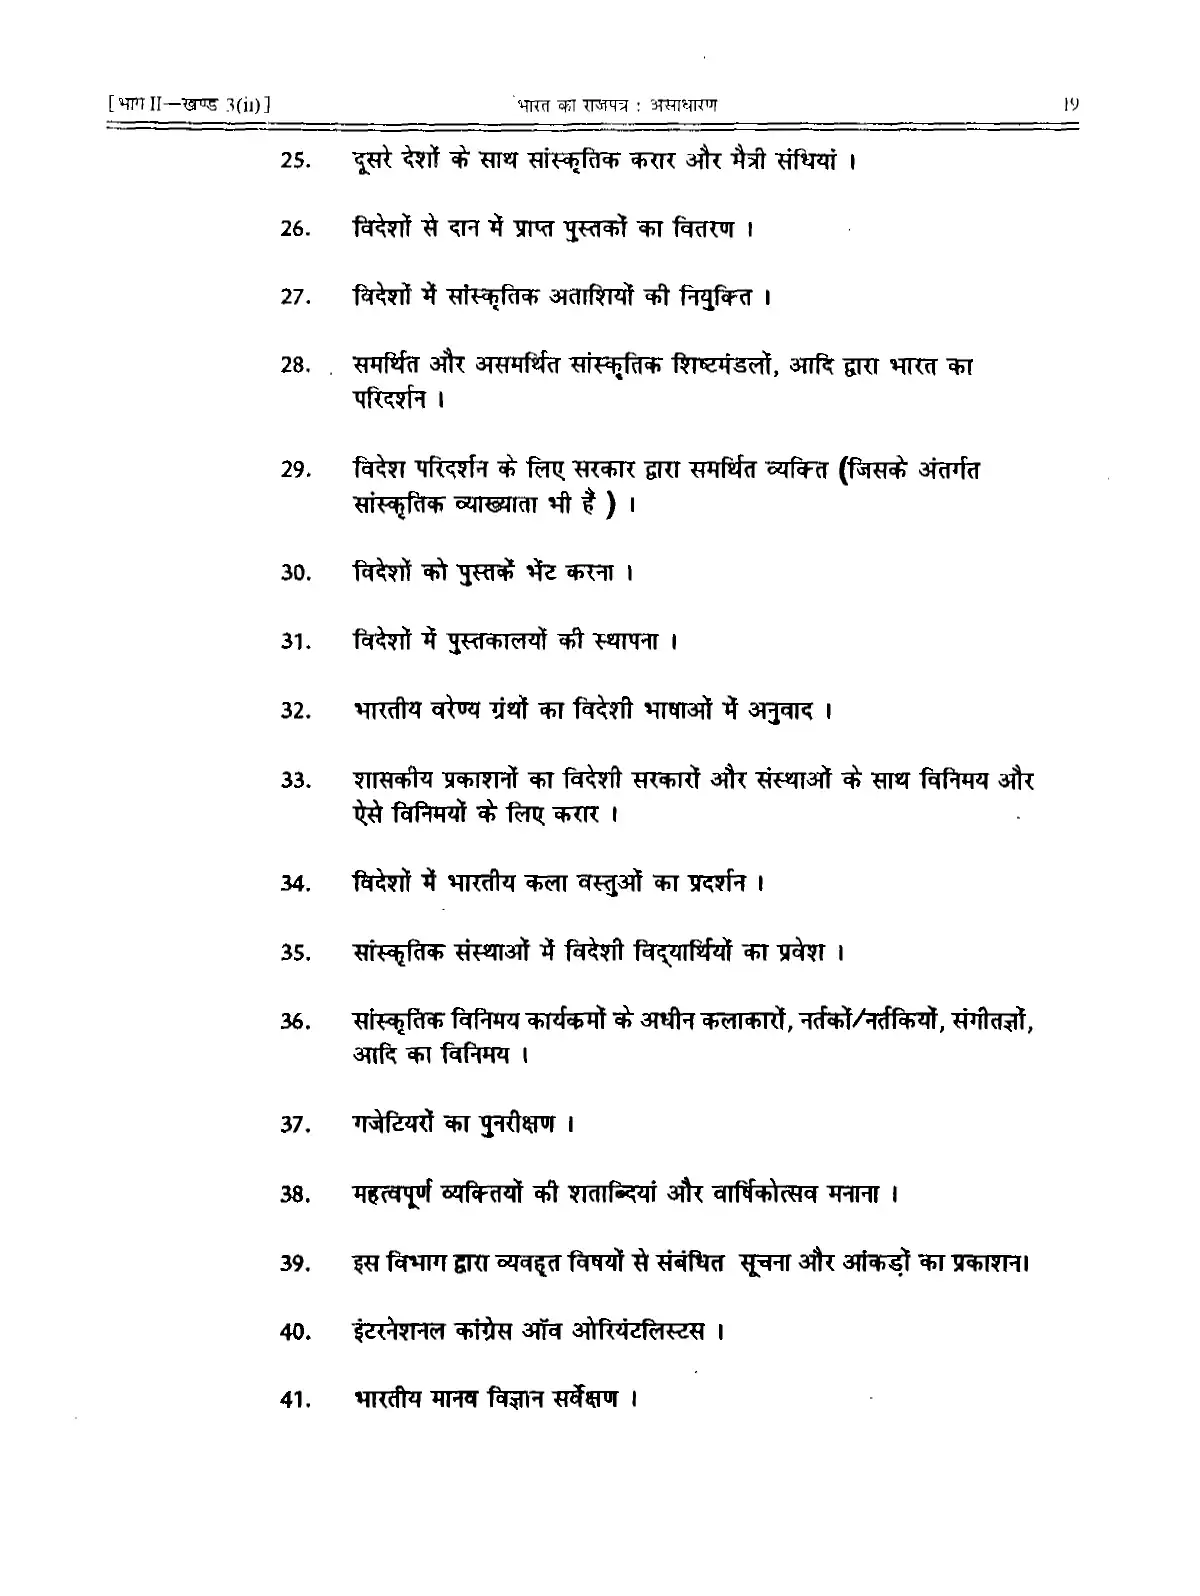 [ भाग II—खण्ड 3(ii) ] भारत का राजपत्र : असाधारण 19
25. दूसरे देशों के साथ सांस्कृतिक करार और मैत्री संधियां ।
26. विदेशों से दान में प्राप्त पुस्तकों का वितरण ।
27. विदेशों में सांस्कृतिक अताशियों की नियुक्ति ।
28. समर्थित और असमर्थित सांस्कृतिक शिष्टमंडलों, आदि द्वारा भारत का
परिदर्शन ।
29. विदेश परिदर्शन के लिए सरकार द्वारा समर्थित व्यक्ति (जिसके अंतर्गत
सांस्कृतिक व्याख्याता भी हैं ) ।
30. विदेशों को पुस्तकें भेंट करना ।
31. विदेशों में पुस्तकालयों की स्थापना ।
32. भारतीय वरेण्य ग्रंथों का विदेशी भाषाओं में अनुवाद ।
33. शासकीय प्रकाशनों का विदेशी सरकारों और संस्थाओं के साथ विनिमय और
ऐसे विनिमयों के लिए करार ।
34. विदेशों में भारतीय कला वस्तुओं का प्रदर्शन ।
35. सांस्कृतिक संस्थाओं में विदेशी विद्यार्थियों का प्रवेश ।
36. सांस्कृतिक विनिमय कार्यकमों के अधीन कलाकारों, नर्तकों/नर्तकियों, संगीतज्ञों,
आदि का विनिमय ।
37. गजेटियरों का पुनरीक्षण ।
38. महत्वपूर्ण व्यक्तियों की शताब्दियां और वार्षिकोत्सव मनाना ।
39. इस विभाग द्वारा व्यवहृत विषयों से संबंधित सूचना और आंकड़ों का प्रकाशन।
40. इंटरनेशनल कांग्रेस ऑव ओरियंटलिस्टस ।
41. भारतीय मानव विज्ञान सर्वेक्षण ।